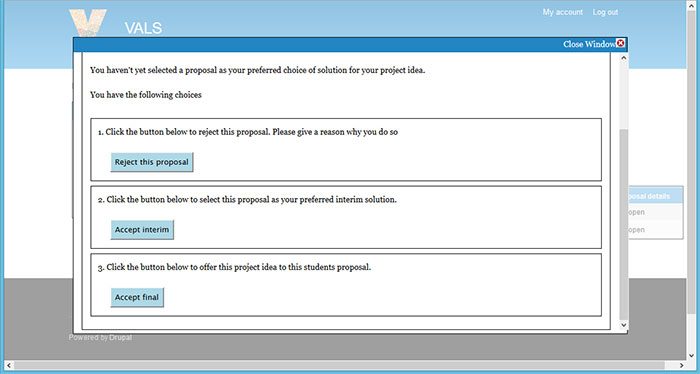 My account Log out
VALS
Close Window
You haven't yet selected a proposal as your preferred choice of solution for your project idea.
You have the following choices
1. Click the button below to reject this proposal. Please give a reason why you do so
Reject this proposal
2. Click the button below to select this proposal as your preferred interim solution.
Accept interim
3. Click the button below to offer this project idea to this students proposal.
Accept final
posal details
open
open
Powered by Drupal